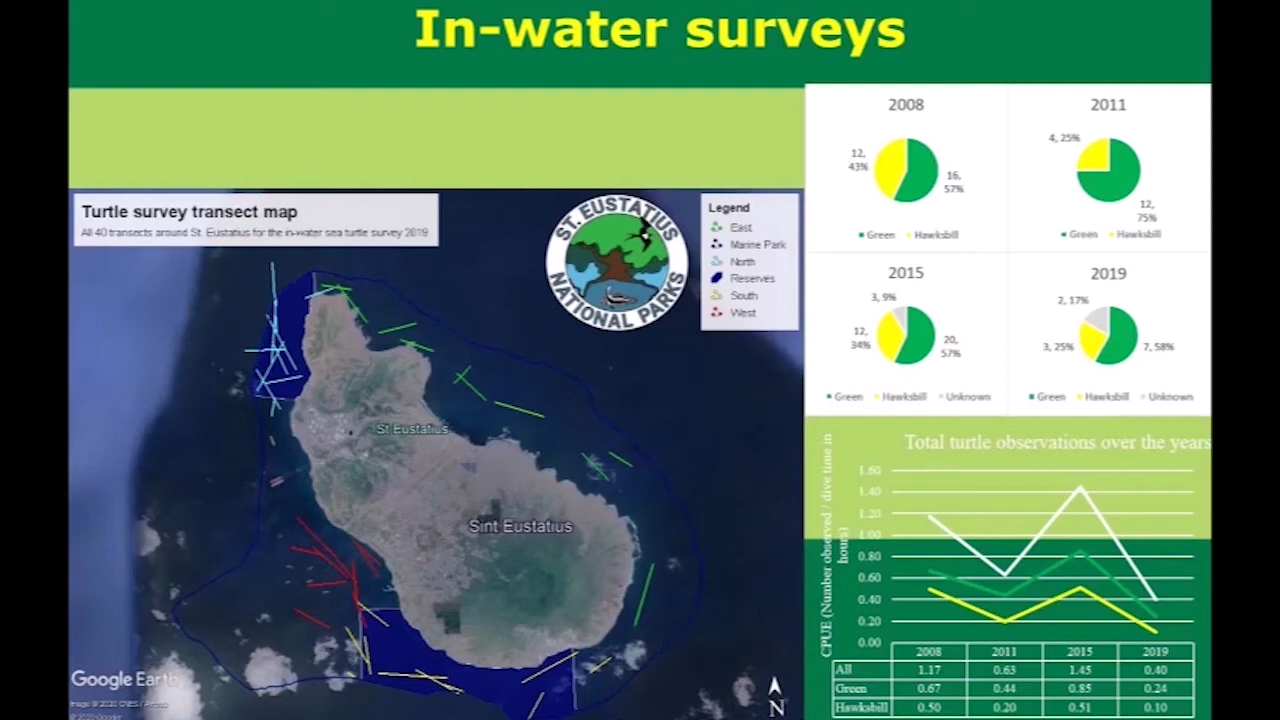 In-water surveys
Turtle survey transect map
All 40 transects around St. Eustatius for the in-water sea turtle survey 2019
ST. EUSTATIUS
NATIONAL PARKS
Legend
East
Marine Park
North
Reserves
South
West
St Eustatius
Sint Eustatius
Google Earth
N
2008
12,
43%
16,
57%
Green Hawksbill
2011
4, 25%
12,
75%
Green Hawksbill
2015
3, 9%
12,
34%
20,
57%
Green Hawksbill Unknown
2019
2, 17%
3, 25%
7, 58%
Green Hawksbill Unknown
Total turtle observations over the years
CPUE (Number observed / dive time in
hours)
1.60
1.40
1.20
1.00
0.80
0.60
0.40
0.20
0.00
2008 2011 2015 2019
All 1.17 0.63 1.45 0.40
Green 0.67 0.44 0.85 0.24
Hawksbill 0.50 0.20 0.51 0.10